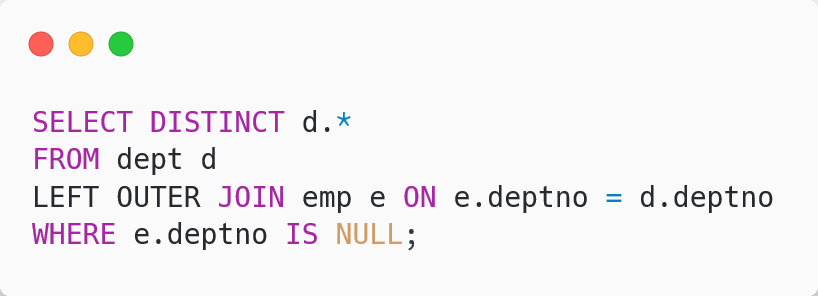 SELECT DISTINCT d.*
FROM dept d
LEFT OUTER JOIN emp e ON e.deptno = d.deptno
WHERE e.deptno IS NULL;